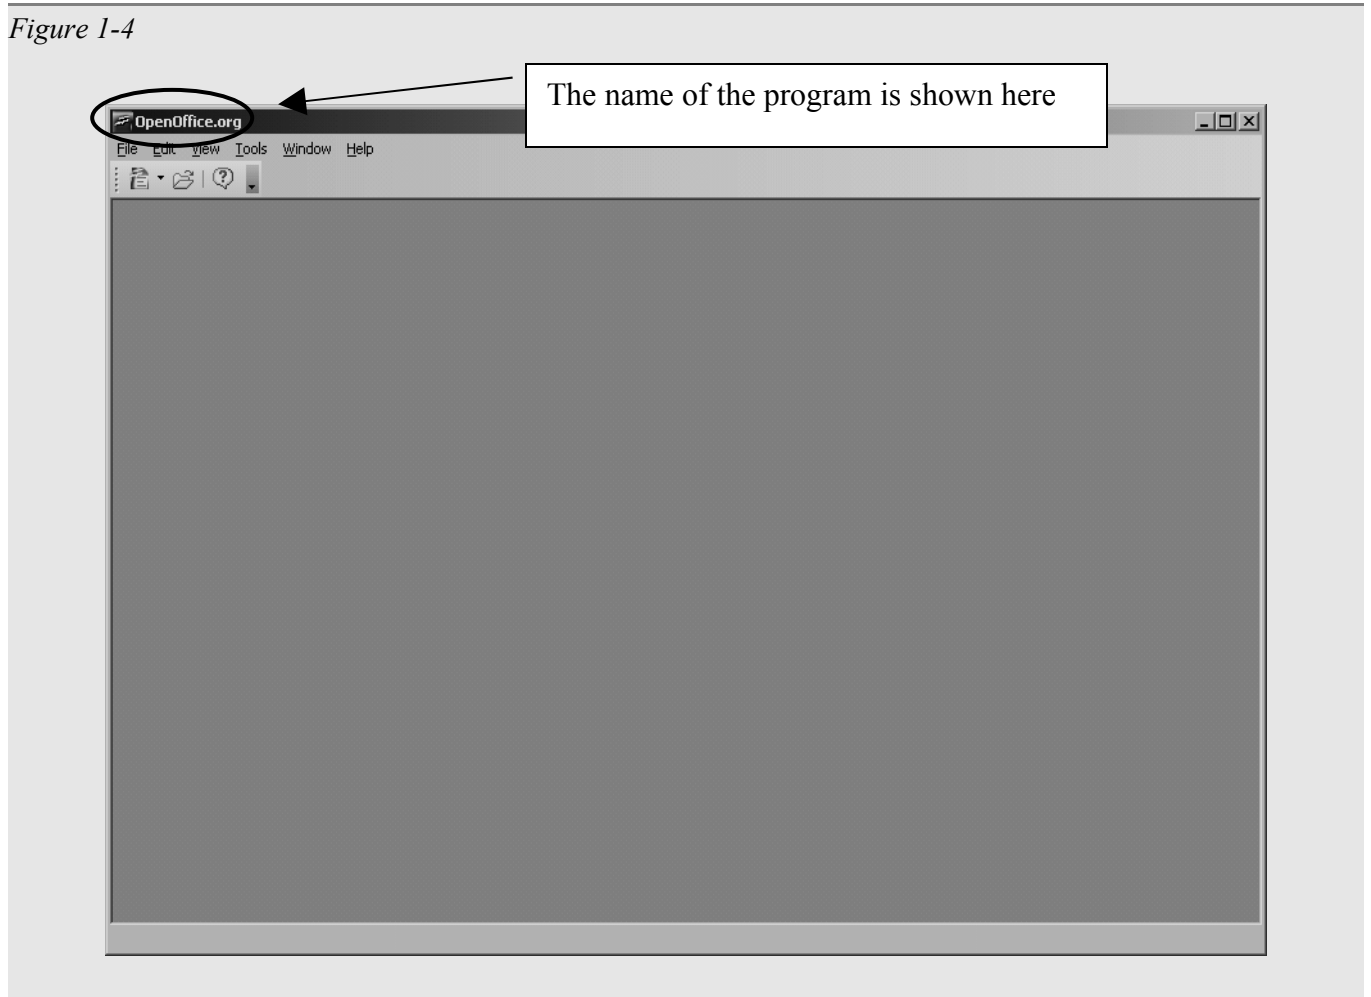 Figure 1-4
The name of the program is shown here
OpenOffice.org
File Edit View Tools Window Help